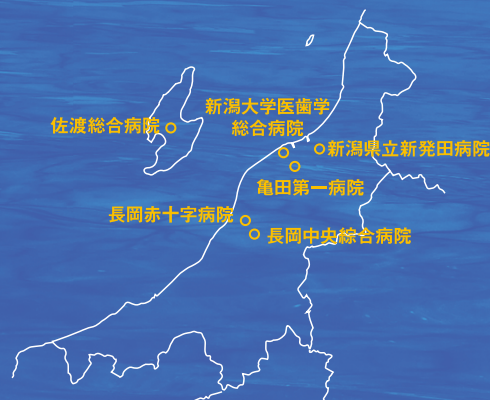 新潟大学医歯学
総合病院
佐渡総合病院
新潟県立新発田病院
亀田第一病院
長岡赤十字病院
長岡中央綜合病院